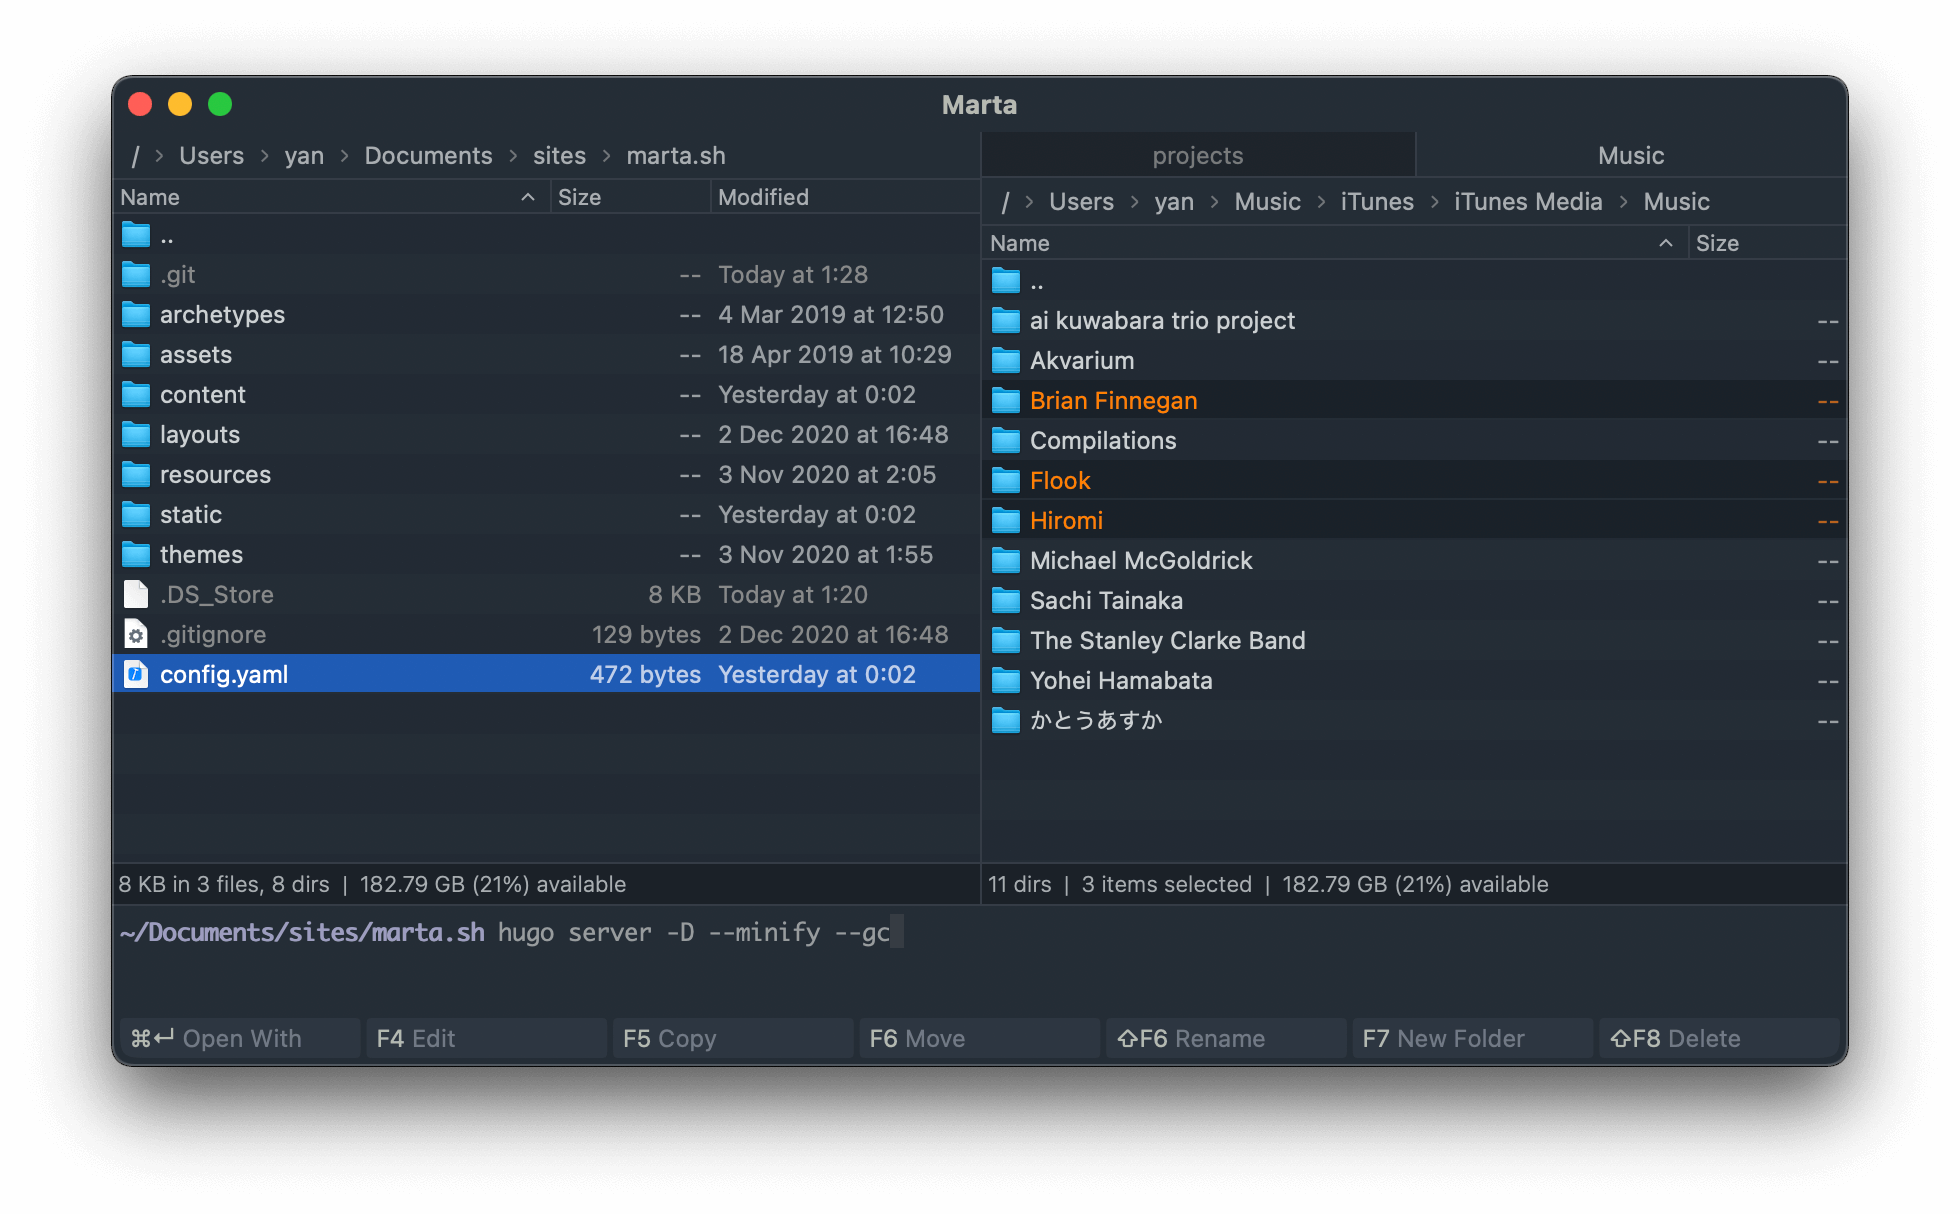 Marta
/ > Users > yan > Documents > sites > marta.sh
Name Size Modified
..
.git -- Today at 1:28
archetypes -- 4 Mar 2019 at 12:50
assets -- 18 Apr 2019 at 10:29
content -- Yesterday at 0:02
layouts -- 2 Dec 2020 at 16:48
resources -- 3 Nov 2020 at 2:05
static -- Yesterday at 0:02
themes -- 3 Nov 2020 at 1:55
.DS_Store 8 KB Today at 1:20
.gitignore 129 bytes 2 Dec 2020 at 16:48
config.yaml 472 bytes Yesterday at 0:02
8 KB in 3 files, 8 dirs | 182.79 GB (21%) available
projects Music
/ > Users > yan > Music > iTunes > iTunes Media > Music
Name Size
..
ai kuwabara trio project --
Akvarium --
Brian Finnegan --
Compilations --
Flook --
Hiromi --
Michael McGoldrick --
Sachi Tainaka --
The Stanley Clarke Band --
Yohei Hamabata --
かとうあすか --
11 dirs | 3 items selected | 182.79 GB (21%) available
~/Documents/sites/marta.sh hugo server -D --minify --gc
⌘↵ Open With F4 Edit F5 Copy F6 Move ⇧F6 Rename F7 New Folder ⇧F8 Delete